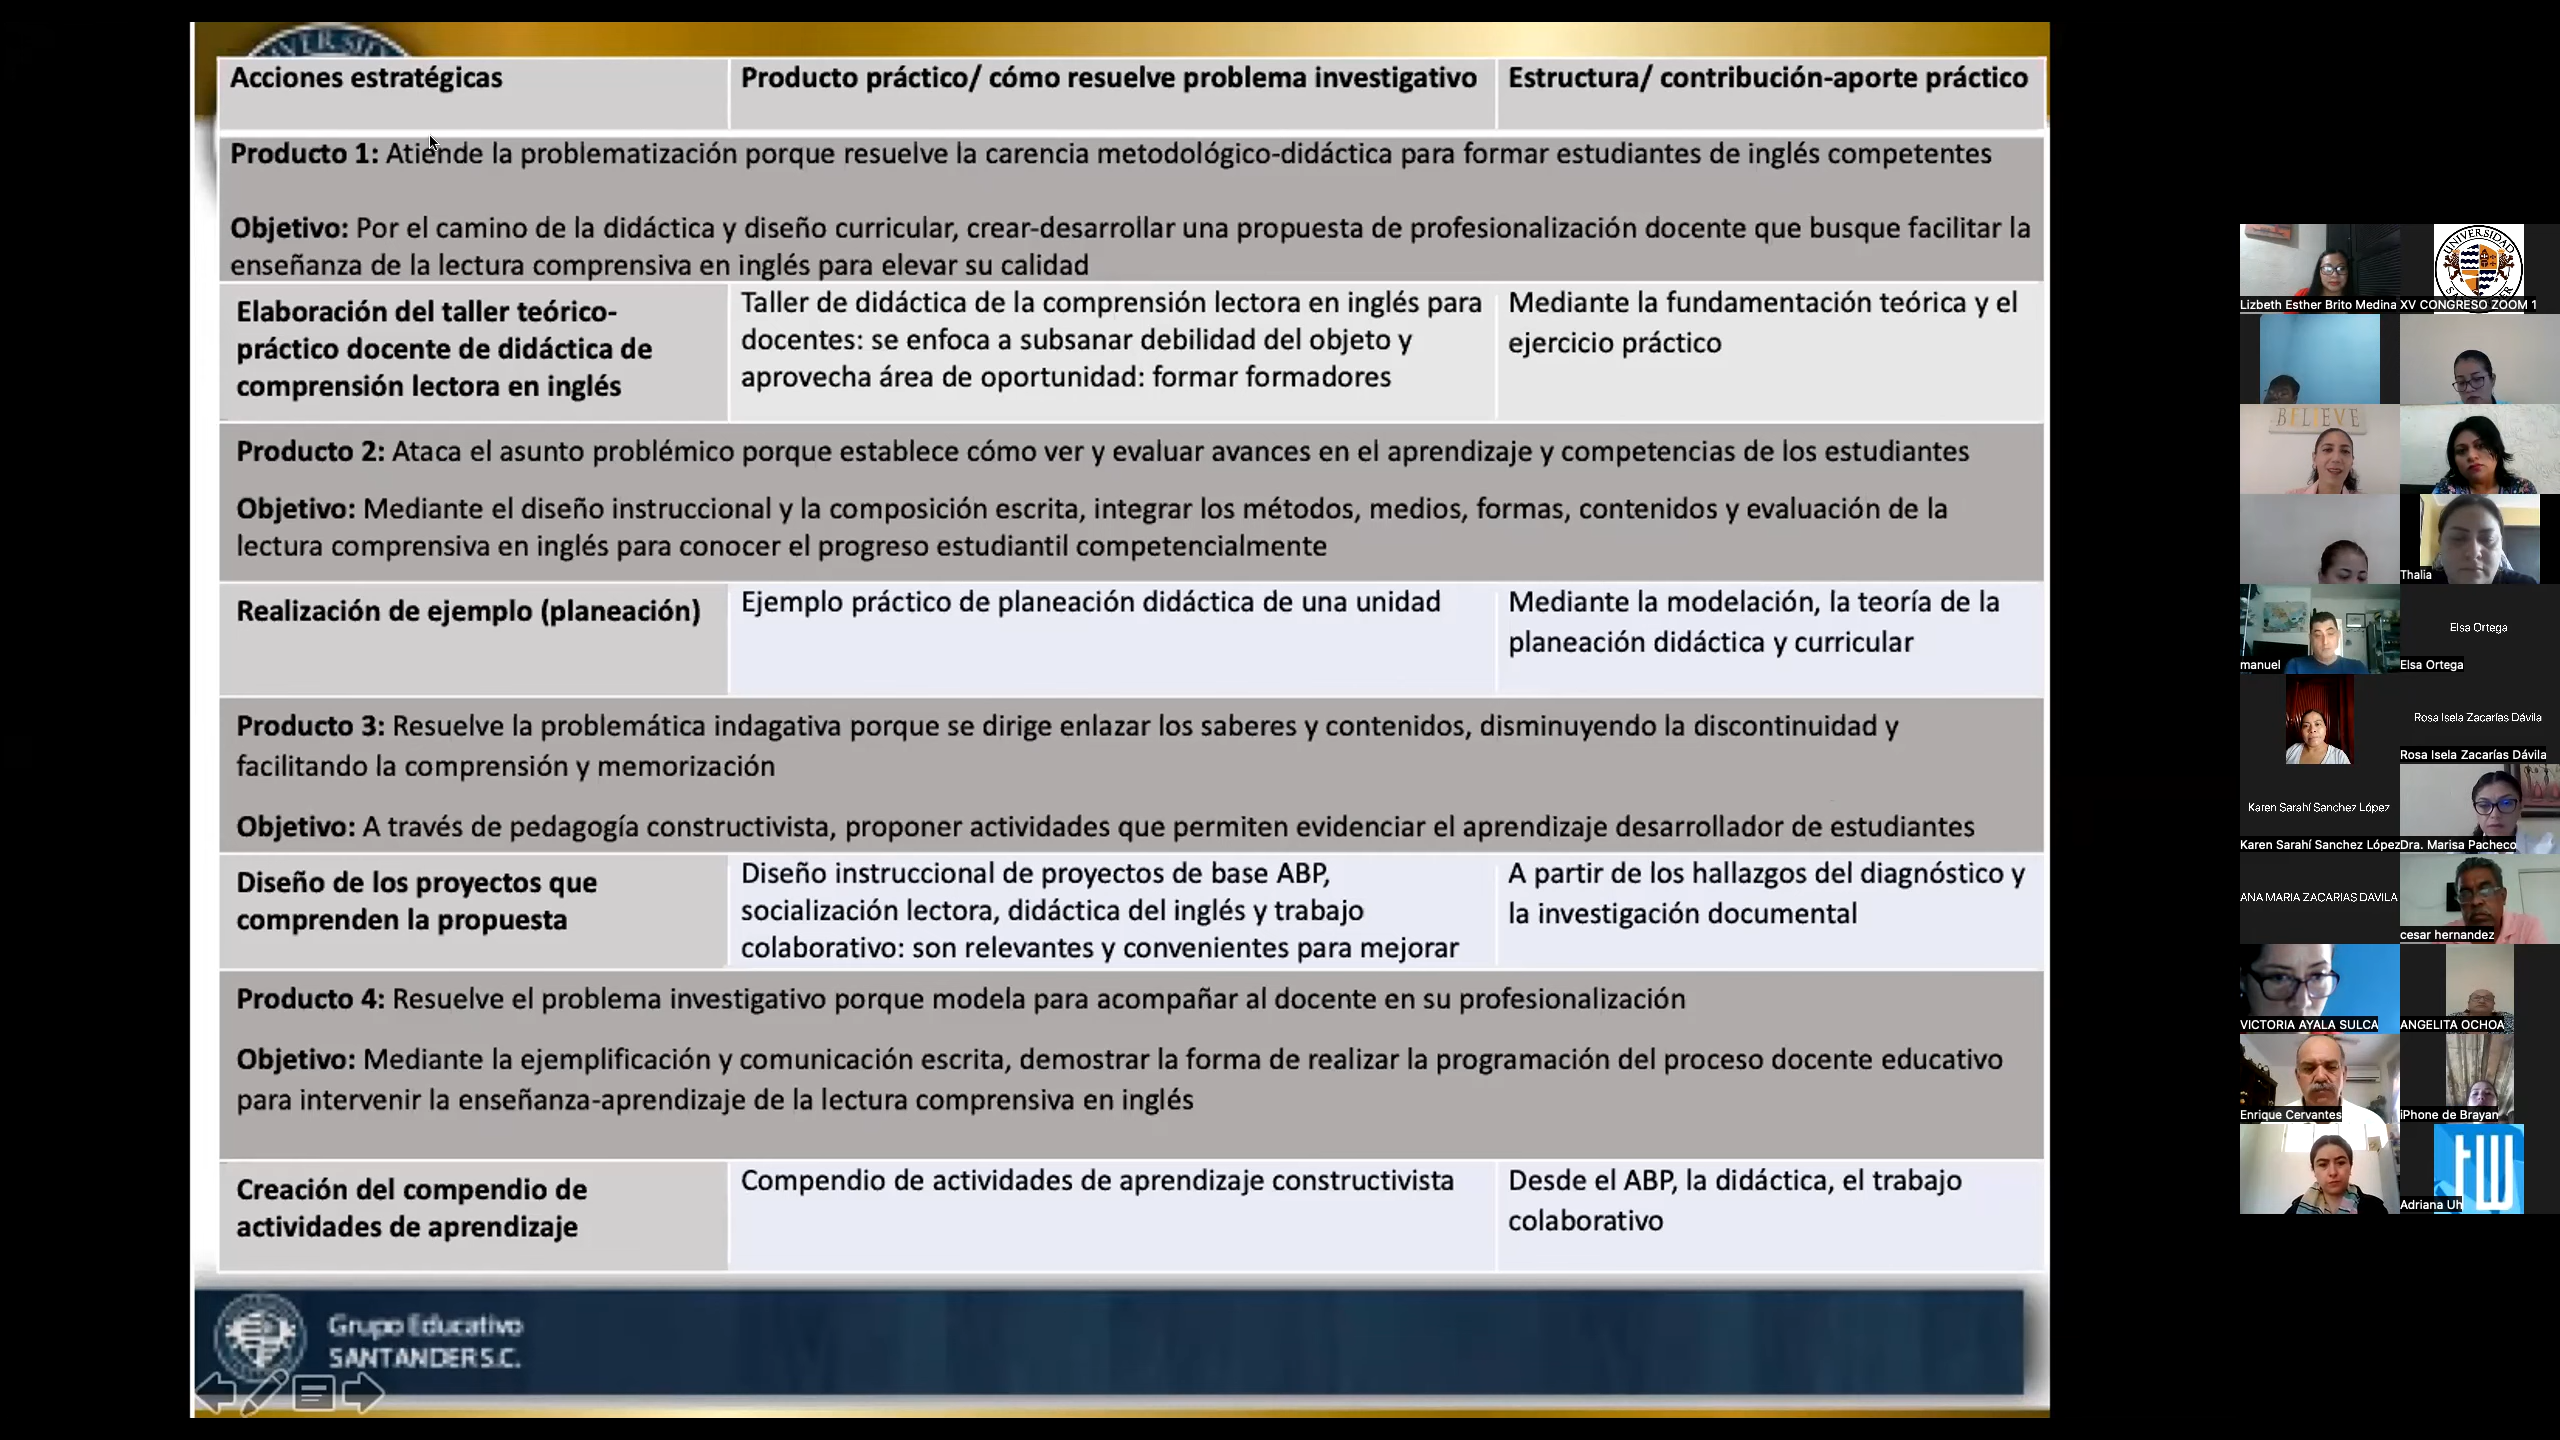 VERSI
Acciones estratégicas
Producto práctico/ cómo resuelve problema investigativo
Estructura/ contribución-aporte práctico
Producto 1: Atiende la problematización porque resuelve la carencia metodológico-didáctica para formar estudiantes de inglés competentes
Objetivo: Por el camino de la didáctica y diseño curricular, crear-desarrollar una propuesta de profesionalización docente que busque facilitar la
enseñanza de la lectura comprensiva en inglés para elevar su calidad
Elaboración del taller teórico-
práctico docente de didáctica de
comprensión lectora en inglés
Taller de didáctica de la comprensión lectora en inglés para
docentes: se enfoca a subsanar debilidad del objeto y
aprovecha área de oportunidad: formar formadores
Mediante la fundamentación teórica y el
ejercicio práctico
Producto 2: Ataca el asunto problémico porque establece cómo ver y evaluar avances en el aprendizaje y competencias de los estudiantes
Objetivo: Mediante el diseño instruccional y la composición escrita, integrar los métodos, medios, formas, contenidos y evaluación de la
lectura comprensiva en inglés para conocer el progreso estudiantil competencialmente
Realización de ejemplo (planeación)
Ejemplo práctico de planeación didáctica de una unidad
Mediante la modelación, la teoría de la
planeación didáctica y curricular
Producto 3: Resuelve la problemática indagativa porque se dirige enlazar los saberes y contenidos, disminuyendo la discontinuidad y
facilitando la comprensión y memorización
Objetivo: A través de pedagogía constructivista, proponer actividades que permiten evidenciar el aprendizaje desarrollador de estudiantes
Diseño de los proyectos que
comprenden la propuesta
Diseño instruccional de proyectos de base ABP,
socialización lectora, didáctica del inglés y trabajo
colaborativo: son relevantes y convenientes para mejorar
A partir de los hallazgos del diagnóstico y
la investigación documental
Producto 4: Resuelve el problema investigativo porque modela para acompañar al docente en su profesionalización
Objetivo: Mediante la ejemplificación y comunicación escrita, demostrar la forma de realizar la programación del proceso docente educativo
para intervenir la enseñanza-aprendizaje de la lectura comprensiva en inglés
Creación del compendio de
actividades de aprendizaje
Compendio de actividades de aprendizaje constructivista
Desde el ABP, la didáctica, el trabajo
colaborativo
Grupo Educativo
SANTANDER S.C.
UNIVERSIDAD
Lizbeth Esther Brito Medina
XV CONGRESO ZOOM 1
BELIEVE
Thalia
Elsa Ortega
manuel
Elsa Ortega
Rosa Isela Zacarías Dávila
Rosa Isela Zacarías Dávila
Karen Sarahí Sanchez López
Karen Sarahí Sanchez López
Dra. Marisa Pacheco
ANA MARIA ZACARIAS DAVILA
cesar hernandez
VICTORIA AYALA SULCA
ANGELITA OCHOA
Enrique Cervantes
iPhone de Brayan
Adriana Uh